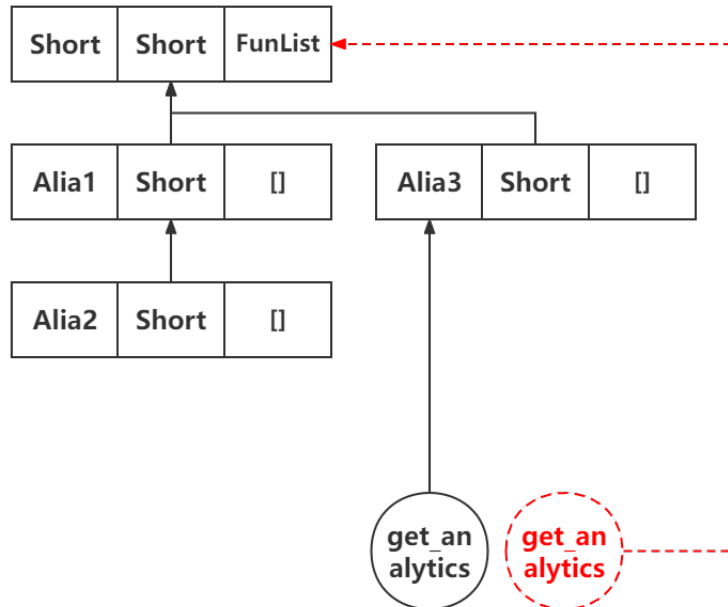 Short Short FunList
Alia1 Short []
Alia3 Short []
Alia2 Short []
get_an
alytics
get_an
alytics